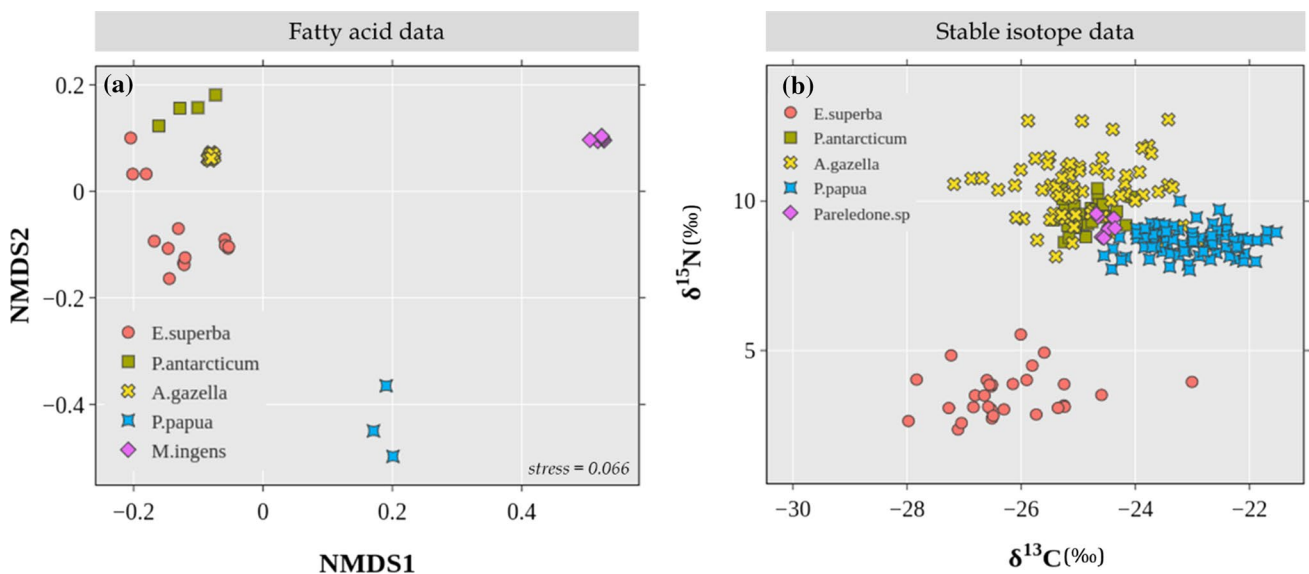 Fatty acid data
(a)
0.2
0
−0.2
−0.4
NMDS2
E.superba
P.antarcticum
A.gazella
P.papua
M.ingens
stress = 0.066
−0.2
0
0.2
0.4
NMDS1
Stable isotope data
(b)
E.superba
P.antarcticum
A.gazella
P.papua
Pareledone.sp
10
5
δ¹⁵N(‰)
−30
−28
−26
−24
−22
δ¹³C(‰)